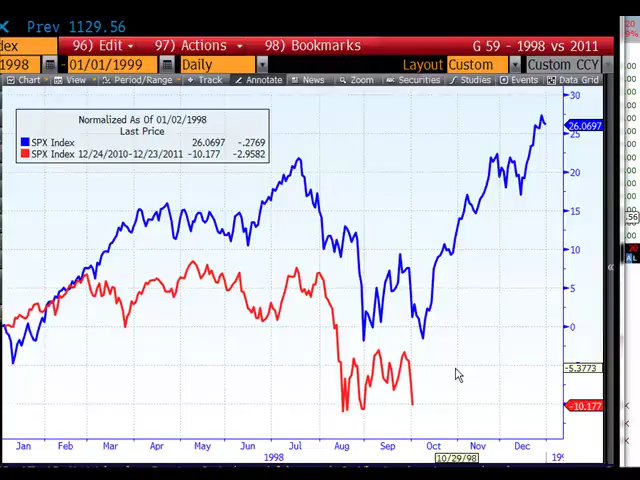 Prev 1129.56
dex 96) Edit 97) Actions 98) Bookmarks G 59 - 1998 vs 2011
1998 - 01/01/1999 Daily Layout Custom Custom CCY
Chart View Period/Range Track Annotate News Zoom Securities Studies Events Data Grid
Normalized As Of 01/02/1998
Last Price
SPX Index 26.0697 -.2769
SPX Index 12/24/2010-12/23/2011 -10.177 -2.9582
30
26.0697
25
20
15
10
5
0
-5.3773
-10.177
Jan Feb Mar Apr May Jun Jul Aug Sep Oct Nov Dec
1998 10/29/98 199